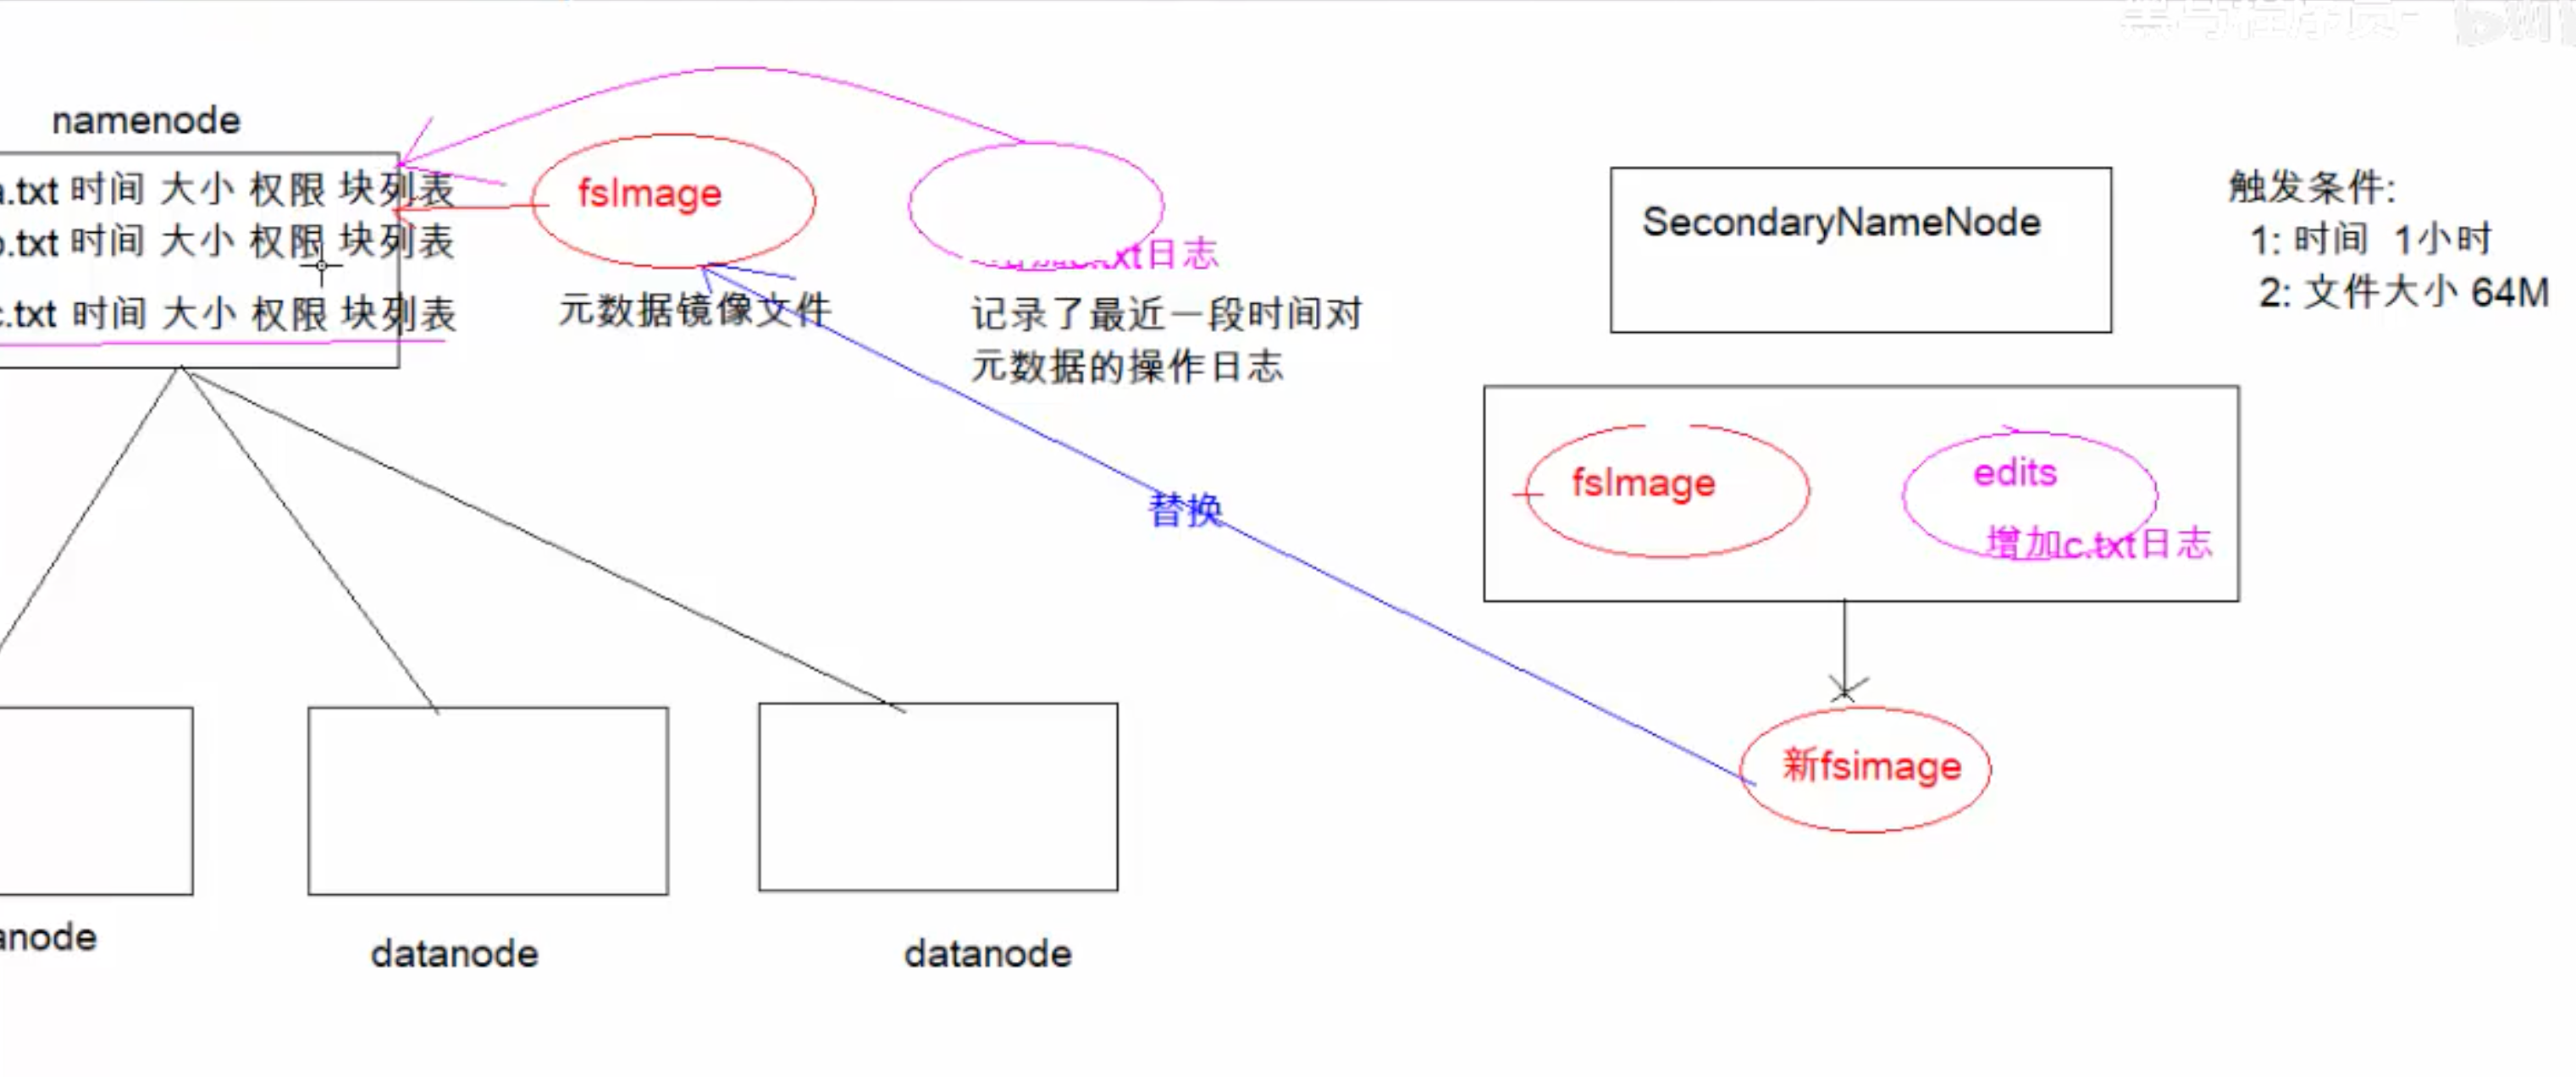 黑马程序员-
namenode
.txt 时间 大小 权限 块列表
.txt 时间 大小 权限 块列表
c.txt 时间 大小 权限 块列表
fsImage
元数据镜像文件
xt日志
记录了最近一段时间对
元数据的操作日志
SecondaryNameNode
触发条件:
1: 时间 1小时
2: 文件大小 64M
fsImage
edits
增加c.txt日志
替换
新fsimage
anode
datanode
datanode